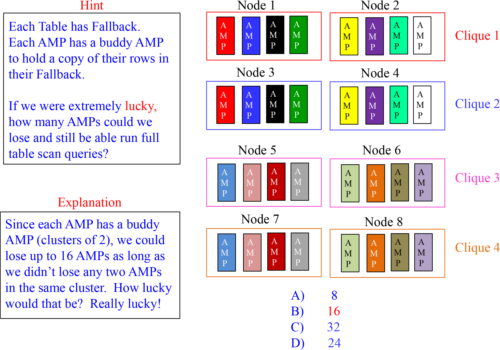 Hint
Each Table has Fallback.
Each AMP has a buddy AMP
to hold a copy of their rows in
their Fallback.
If we were extremely lucky,
how many AMPs could we
lose and still be able run full
table scan queries?
Explanation
Since each AMP has a buddy
AMP (clusters of 2), we could
lose up to 16 AMPs as long as
we didn't lose any two AMPs
in the same cluster. How lucky
would that be? Really lucky!
Node 1
AMP AMP AMP AMP
Node 2
AMP AMP AMP AMP
Clique 1
Node 3
AMP AMP AMP AMP
Node 4
AMP AMP AMP AMP
Clique 2
Node 5
AMP AMP AMP AMP
Node 6
AMP AMP AMP AMP
Clique 3
Node 7
AMP AMP AMP AMP
Node 8
AMP AMP AMP AMP
Clique 4
A) 8
B) 16
C) 32
D) 24